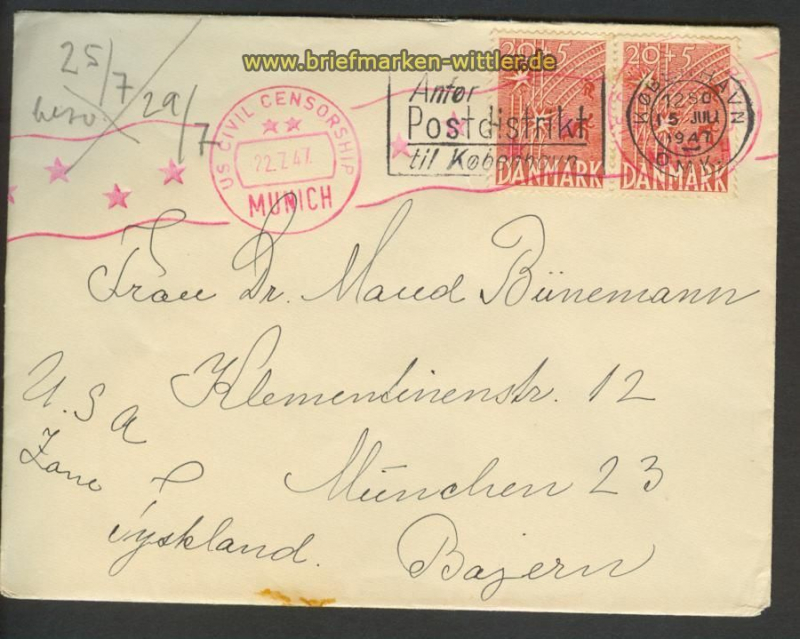 www.briefmarken-wittler.de
25/7
29/7
US CIVIL CENSORSHIP
22.7.47.
MUNICH
Anfør
Postdistrikt
til København
20+5
DANMARK
20+5
DANMARK
KØBENHAVN
15 JULI
1947
OMK.
Frau Dr. Maud Bünemann
Klementinenstr. 12
U.S.A
Zone
München 23
Tyskland.
Bayern